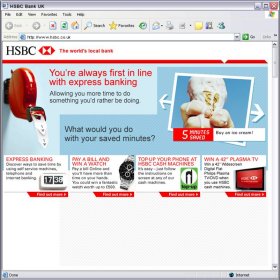 HSBC Bank UK
File Edit View Favorites Tools Help
Back Search Favorites
Address http://www.hsbc.co.uk
HSBC The world's local bank
You're always first in line
with express banking
Allowing you more time to
do something you'd rather be doing.
What would you do
with your saved minutes?
5 MINUTES SAVED
Buy an ice cream!
EXPRESS BANKING
Discover ways to save time by
using self-service machines,
telephone and
internet banking
Find out more
PAY A BILL AND
WIN A WATCH
Pay a Bill Online and
you'll have more than
time on your hands.
You could win a fantasy
watch worth up to £500
Find out more
TOP UP YOUR PHONE AT
HSBC CASH MACHINES
It's easy - just follow
the instructions on
screen at any of our
cash machines.
top-up
Find out more
WIN A 42" PLASMA TV
Win a 42" Widescreen
Digital Flat
Philips Plasma
TV/DVD when
you use HSBC
cash machines.
Find out more
Done
Internet